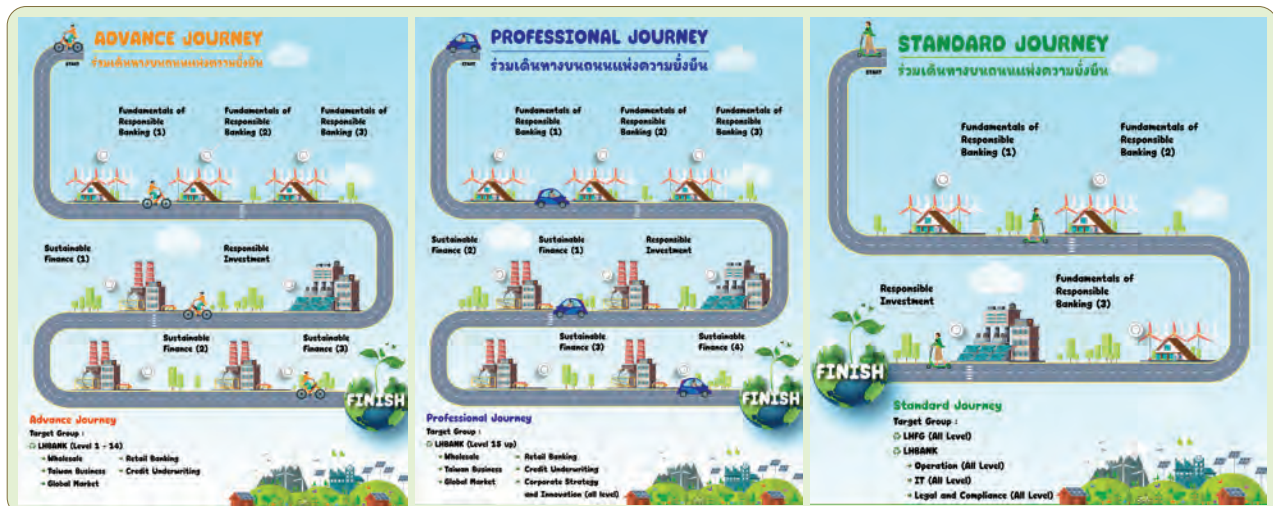 ADVANCE JOURNEY
ร่วมเดินทางบนถนนแห่งความยั่งยืน
START
Fundamentals of
Responsible
Banking (1)
Fundamentals of
Responsible
Banking (2)
Fundamentals of
Responsible
Banking (3)
Sustainable
Finance (1)
Responsible
Investment
Sustainable
Finance (2)
Sustainable
Finance (3)
FINISH
Advance Journey
Target Group :
LHBANK (Level 1 - 14)
Wholesale
Taiwan Business
Global Market
Retail Banking
Credit Underwriting
PROFESSIONAL JOURNEY
ร่วมเดินทางบนถนนแห่งความยั่งยืน
START
Fundamentals of
Responsible
Banking (1)
Fundamentals of
Responsible
Banking (2)
Fundamentals of
Responsible
Banking (3)
Sustainable
Finance (2)
Sustainable
Finance (1)
Responsible
Investment
Sustainable
Finance (3)
Sustainable
Finance (4)
FINISH
Professional Journey
Target Group :
LHBANK (Level 15 up)
Wholesale
Taiwan Business
Global Market
Retail Banking
Credit Underwriting
Corporate Strategy
and Innovation (all level)
STANDARD JOURNEY
ร่วมเดินทางบนถนนแห่งความยั่งยืน
START
Fundamentals of
Responsible
Banking (1)
Fundamentals of
Responsible
Banking (2)
Responsible
Investment
Fundamentals of
Responsible
Banking (3)
FINISH
Standard Journey
Target Group :
LHFG (All Level)
LHBANK
Operation (All Level)
IT (All Level)
Legal and Compliance (All Level)